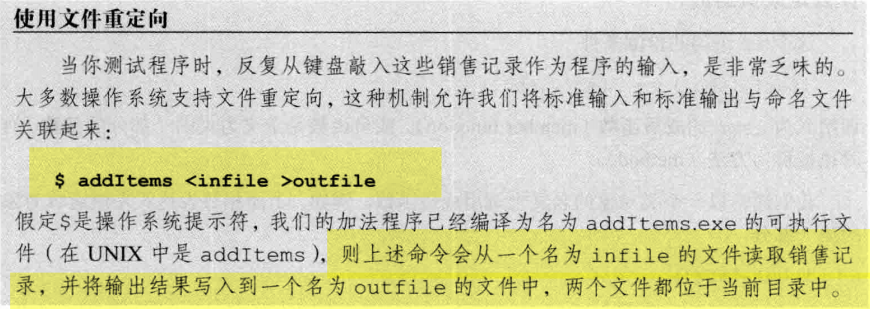 使用文件重定向
当你测试程序时，反复从键盘敲入这些销售记录作为程序的输入，是非常乏味的。
大多数操作系统支持文件重定向，这种机制允许我们将标准输入和标准输出与命名文件
关联起来：
$ addItems <infile >outfile
假定$是操作系统提示符，我们的加法程序已经编译为名为 addItems.exe 的可执行文
件（在 UNIX 中是 addItems），则上述命令会从一个名为 infile 的文件读取销售记
录，并将输出结果写入到一个名为 outfile 的文件中，两个文件都位于当前目录中。